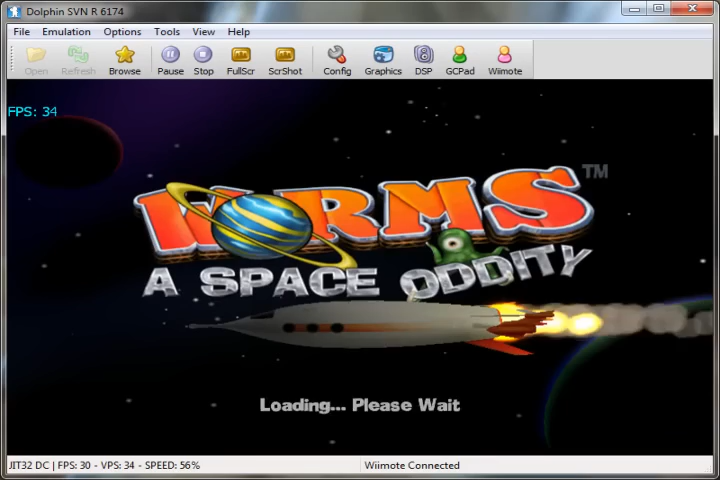 Dolphin SVN R 6174
File Emulation Options Tools View Help
Open Refresh Browse Pause Stop FullScr ScrShot Config Graphics DSP GCPad Wiimote
FPS: 34
WORMS TM
A SPACE ODDITY
Loading... Please Wait
JIT32 DC | FPS: 30 - VPS: 34 - SPEED: 56% Wiimote Connected